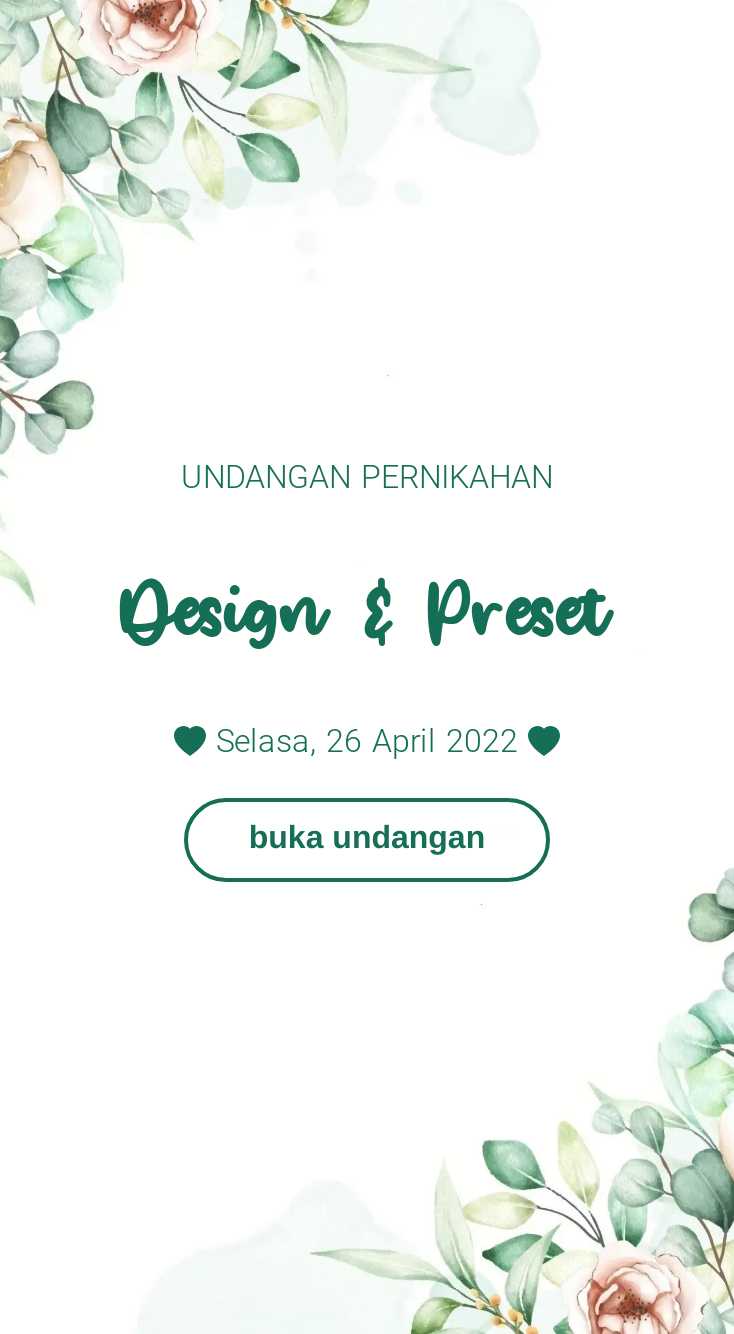 UNDANGAN PERNIKAHAN
Design & Preset
Selasa, 26 April 2022
buka undangan